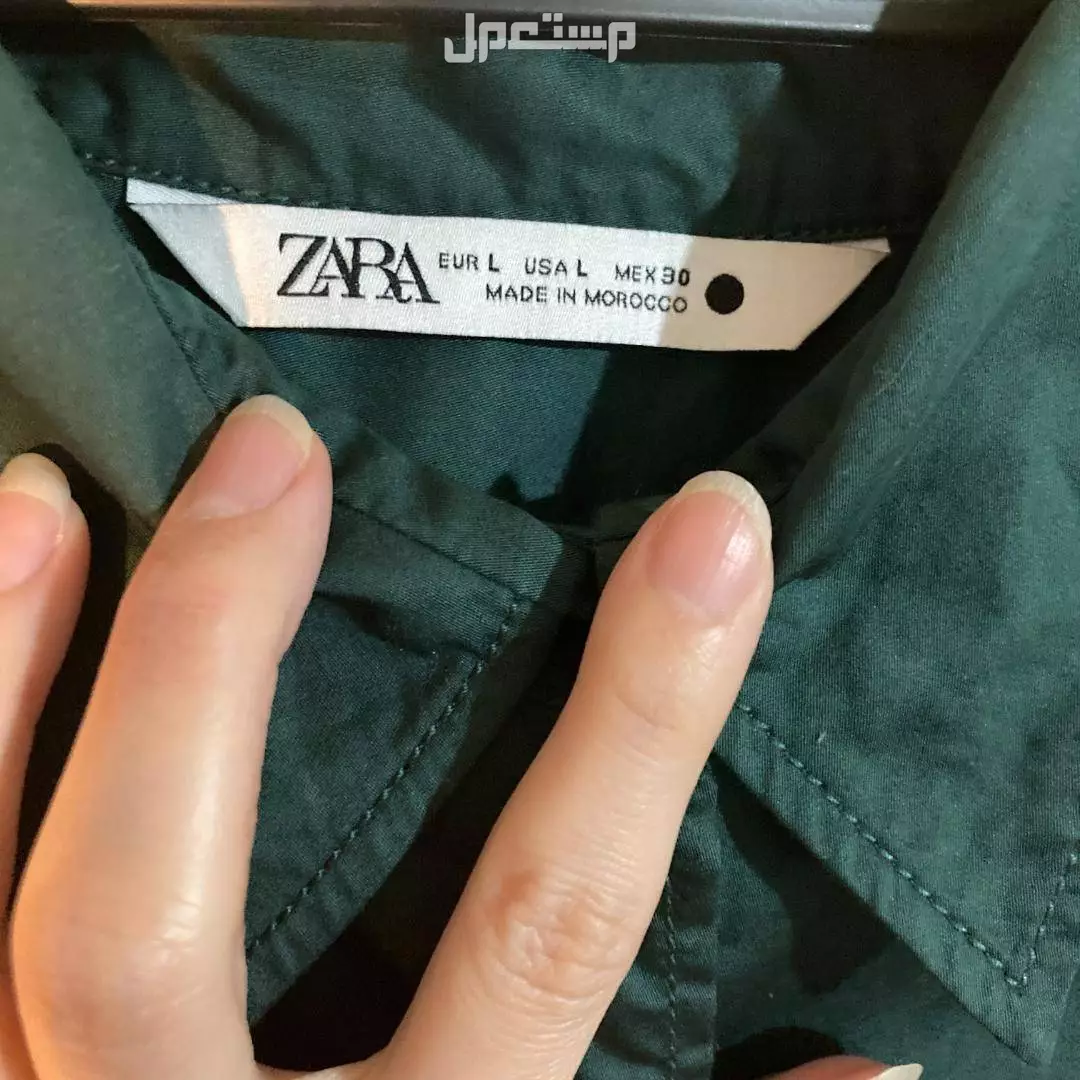 مستعمل
ZARA EUR L USA L MEX 30
MADE IN MOROCCO